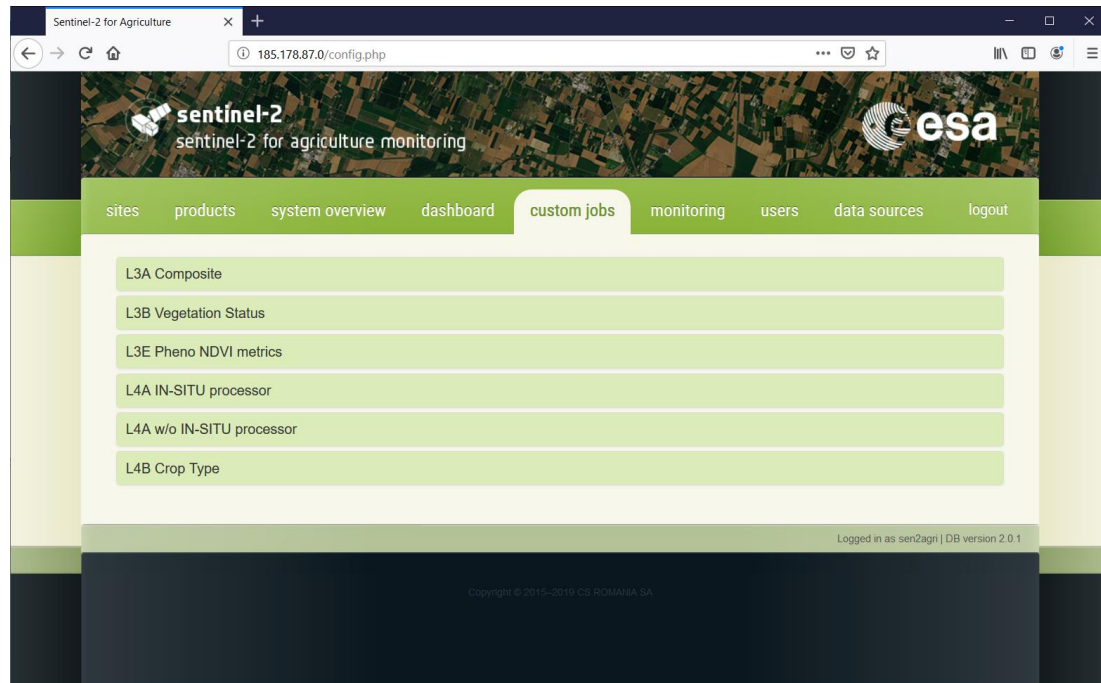 Sentinel-2 for Agriculture
185.178.87.0/config.php
sentinel-2
sentinel-2 for agriculture monitoring
esa
sites products system overview dashboard custom jobs monitoring users data sources logout
L3A Composite
L3B Vegetation Status
L3E Pheno NDVI metrics
L4A IN-SITU processor
L4A w/o IN-SITU processor
L4B Crop Type
Logged in as sen2agri | DB version 2.0.1
Copyright © 2015–2019 CS ROMANIA SA